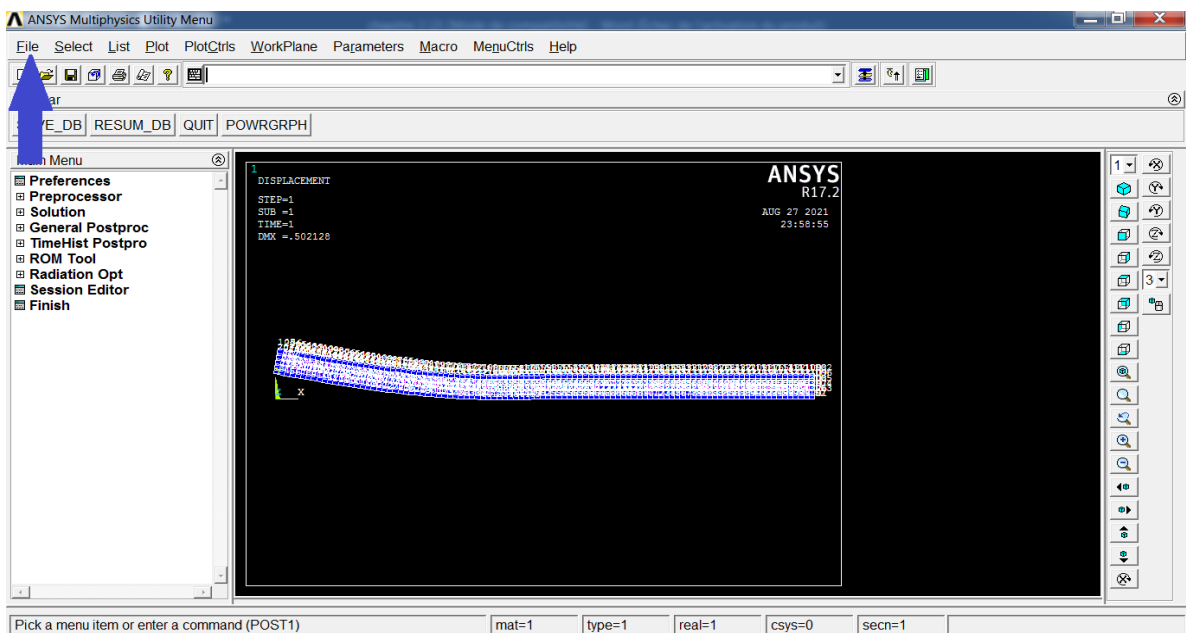 ANSYS Multiphysics Utility Menu
File Select List Plot PlotCtrls WorkPlane Parameters Macro MenuCtrls Help
RESUM_DB QUIT POWRGRPH
Menu
Preferences
Preprocessor
Solution
General Postproc
TimeHist Postpro
ROM Tool
Radiation Opt
Session Editor
Finish
1
DISPLACEMENT
STEP=1
SUB =1
TIME=1
DMX =.502128
ANSYS
R17.2
AUG 27 2021
23:58:55
X
1
3
Pick a menu item or enter a command (POST1) mat=1 type=1 real=1 csys=0 secn=1